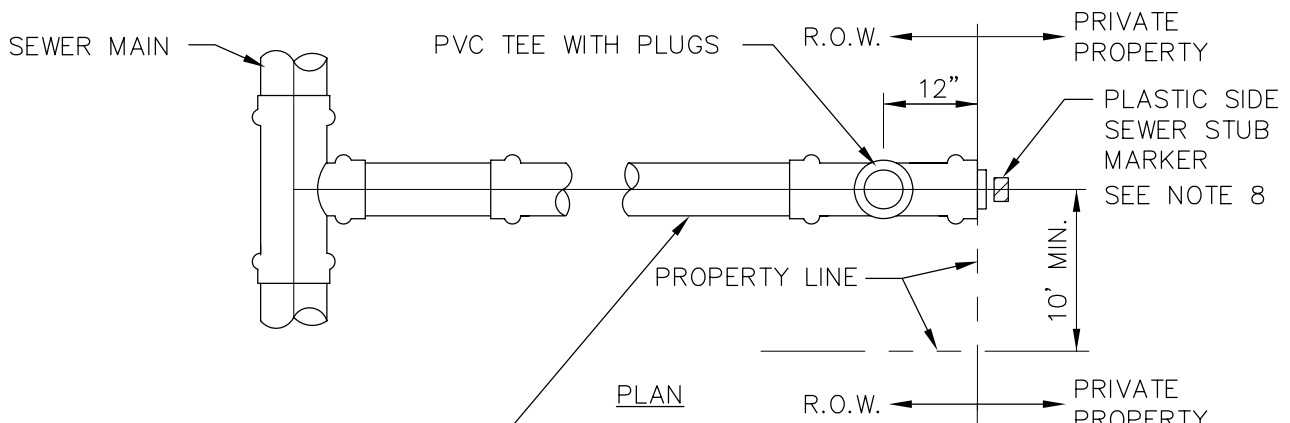 SEWER MAIN
PVC TEE WITH PLUGS
R.O.W.
PRIVATE
PROPERTY
12"
PLASTIC SIDE
SEWER STUB
MARKER
SEE NOTE 8
PROPERTY LINE
10' MIN.
PLAN
R.O.W.
PRIVATE
PROPERTY